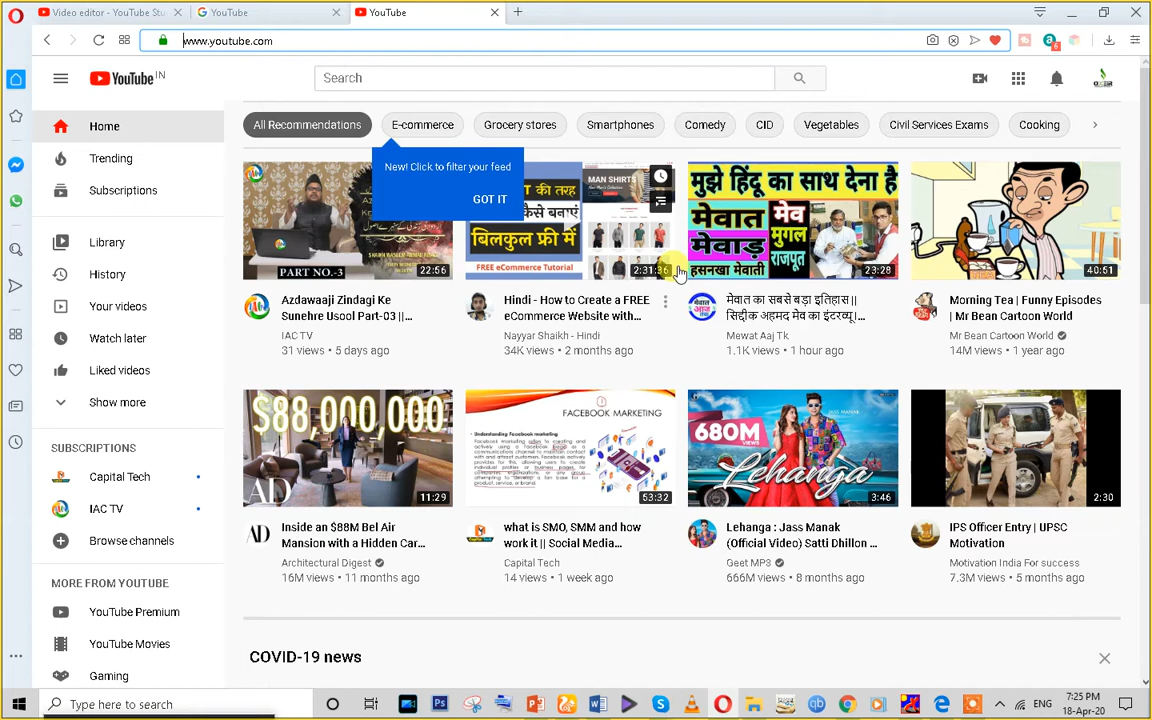 Video editor - YouTube Stu
YouTube
YouTube
www.youtube.com
6
YouTube IN
Search
Home
Trending
Subscriptions
Library
History
Your videos
Watch later
Liked videos
Show more
SUBSCRIPTIONS
Capital Tech
IAC TV
Browse channels
MORE FROM YOUTUBE
YouTube Premium
YouTube Movies
Gaming
All Recommendations
E-commerce
Grocery stores
Smartphones
Comedy
CID
Vegetables
Civil Services Exams
Cooking
New! Click to filter your feed
GOT IT
PART NO.-3
22:56
की तरह
कैसे बनाएं
बिलकुल फ्री में
FREE eCommerce Tutorial
MAN SHIRTS
2:31:36
मुझे हिंदू का साथ देना है
मेवात
मेवाड़
मेव
मुगल
राजपूत
हसनखा मेवाती
23:28
40:51
Azdawaaji Zindagi Ke
Sunehre Usool Part-03 ||...
IAC TV
31 views • 5 days ago
Hindi - How to Create a FREE
eCommerce Website with...
Nayyar Shaikh - Hindi
34K views • 2 months ago
मेवात का सबसे बड़ा इतिहास ||
सिद्दीक अहमद मेव का इंटरव्यू।...
Mewat Aaj Tk
1.1K views • 1 hour ago
Morning Tea | Funny Episodes
| Mr Bean Cartoon World
Mr Bean Cartoon World
14M views • 1 year ago
$88,000,000
AD
11:29
FACEBOOK MARKETING
Understanding Facebook marketing
53:32
680M
VIEWS
JASS MANAK
Lehanga
3:46
2:30
AD
Inside an $88M Bel Air
Mansion with a Hidden Car...
Architectural Digest
16M views • 11 months ago
what is SMO, SMM and how
work it || Social Media...
Capital Tech
14 views • 1 week ago
Lehanga : Jass Manak
(Official Video) Satti Dhillon ...
Geet MP3
666M views • 8 months ago
IPS Officer Entry | UPSC
Motivation
Motivation India For success
7.3M views • 5 months ago
COVID-19 news
Type here to search
ENG
7:25 PM
18-Apr-20